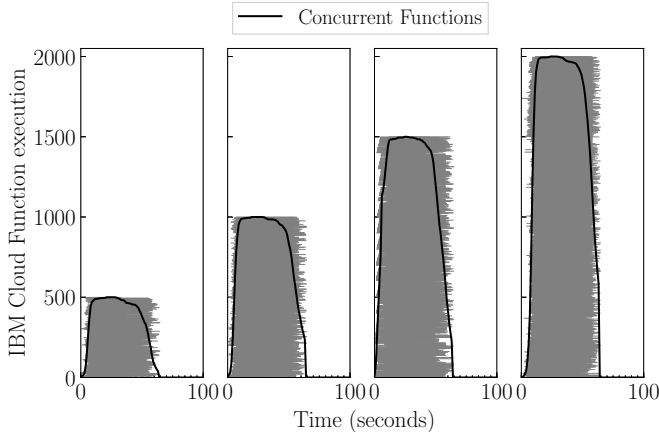 Concurrent Functions
IBM Cloud Function execution
2000
1500
1000
500
0
0 100 0 100 0 100 0 100
Time (seconds)